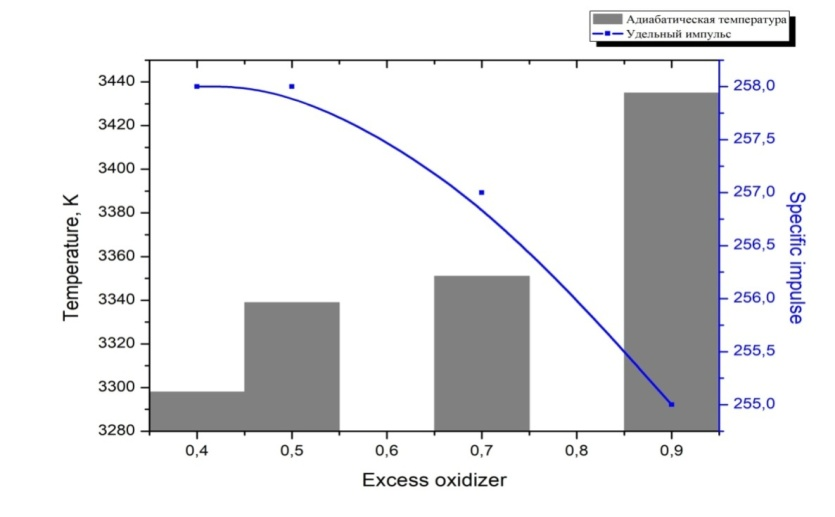 Адиабатическая температура
Удельный импульс
3440
3420
3400
3380
3360
3340
3320
3300
3280
Temperature, K
258,0
257,5
257,0
256,5
256,0
255,5
255,0
Specific impulse
0,4 0,5 0,6 0,7 0,8 0,9
Excess oxidizer